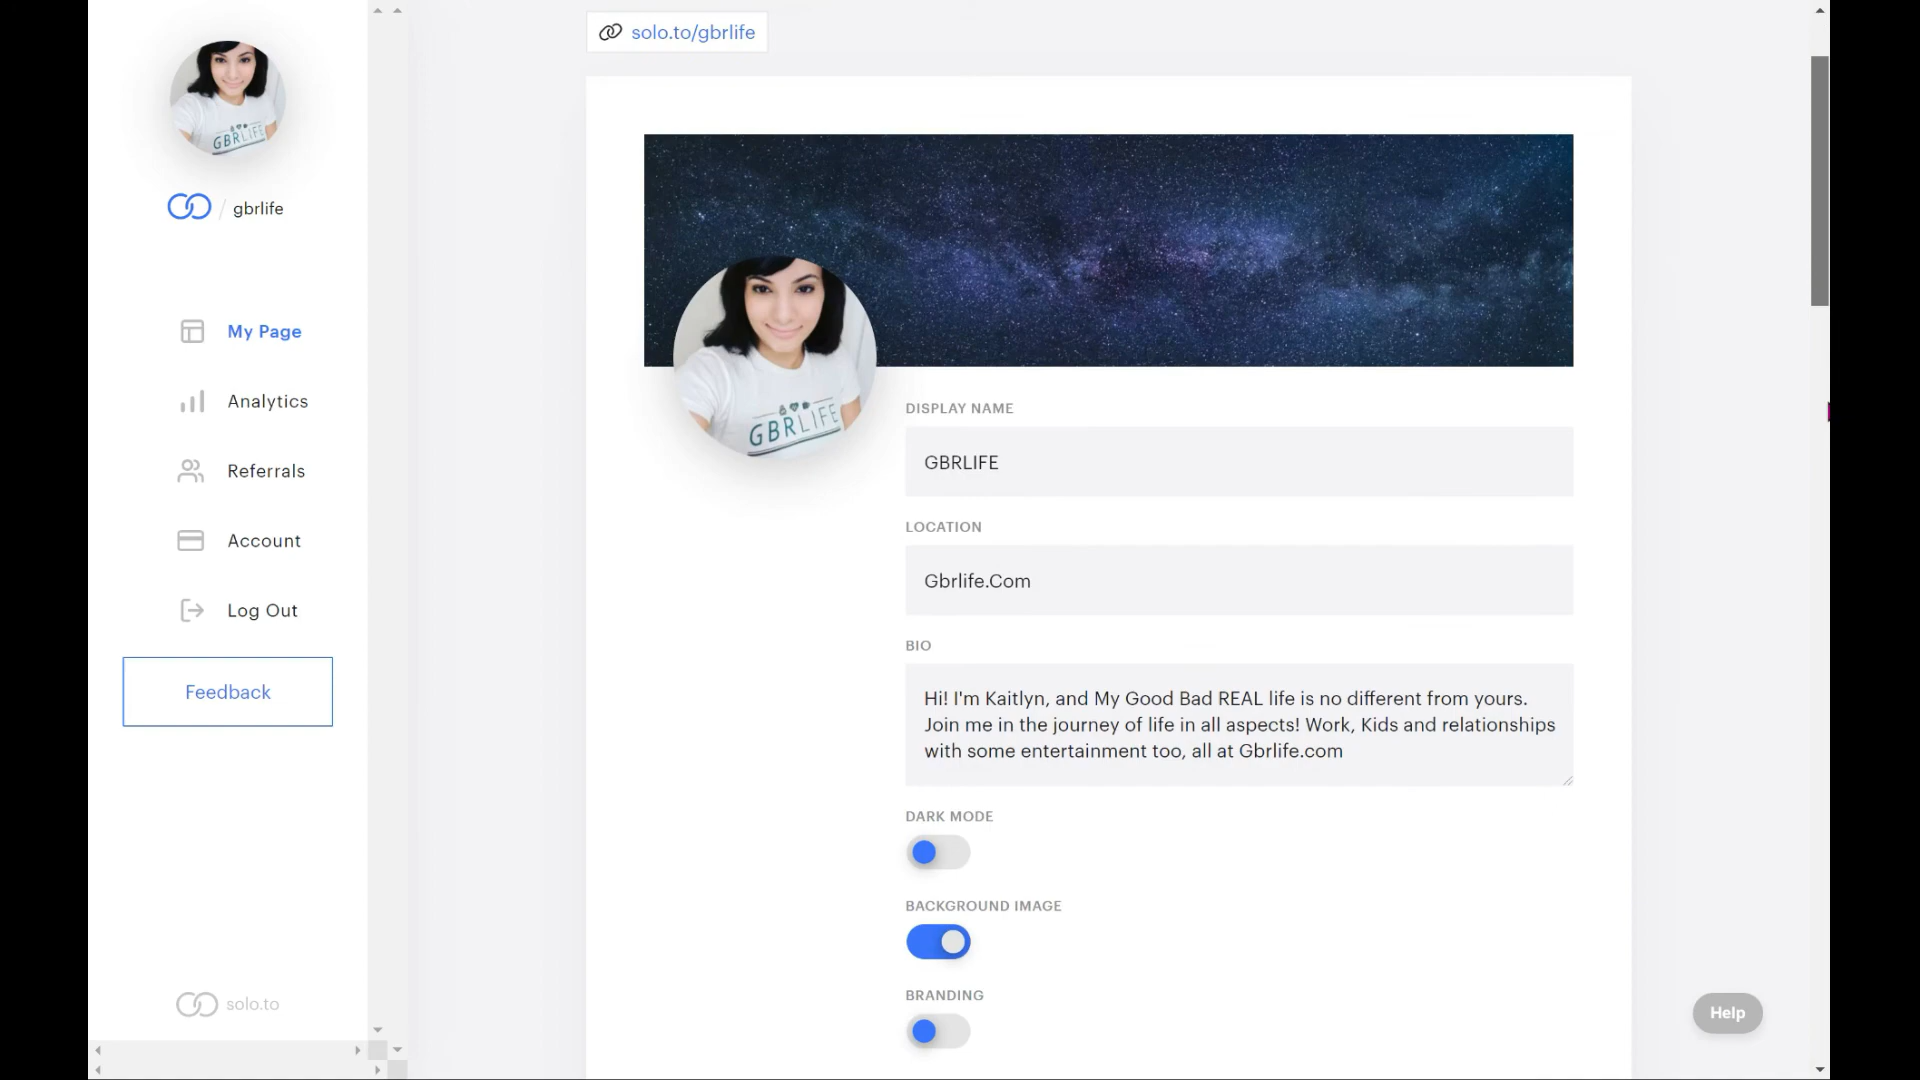 GBRLIFE
/ gbrlife
My Page
Analytics
Referrals
Account
Log Out
Feedback
solo.to
solo.to/gbrlife
GBRLIFE
DISPLAY NAME
GBRLIFE
LOCATION
Gbrlife.Com
BIO
Hi! I'm Kaitlyn, and My Good Bad REAL life is no different from yours.
Join me in the journey of life in all aspects! Work, Kids and relationships
with some entertainment too, all at Gbrlife.com
DARK MODE
BACKGROUND IMAGE
BRANDING
Help